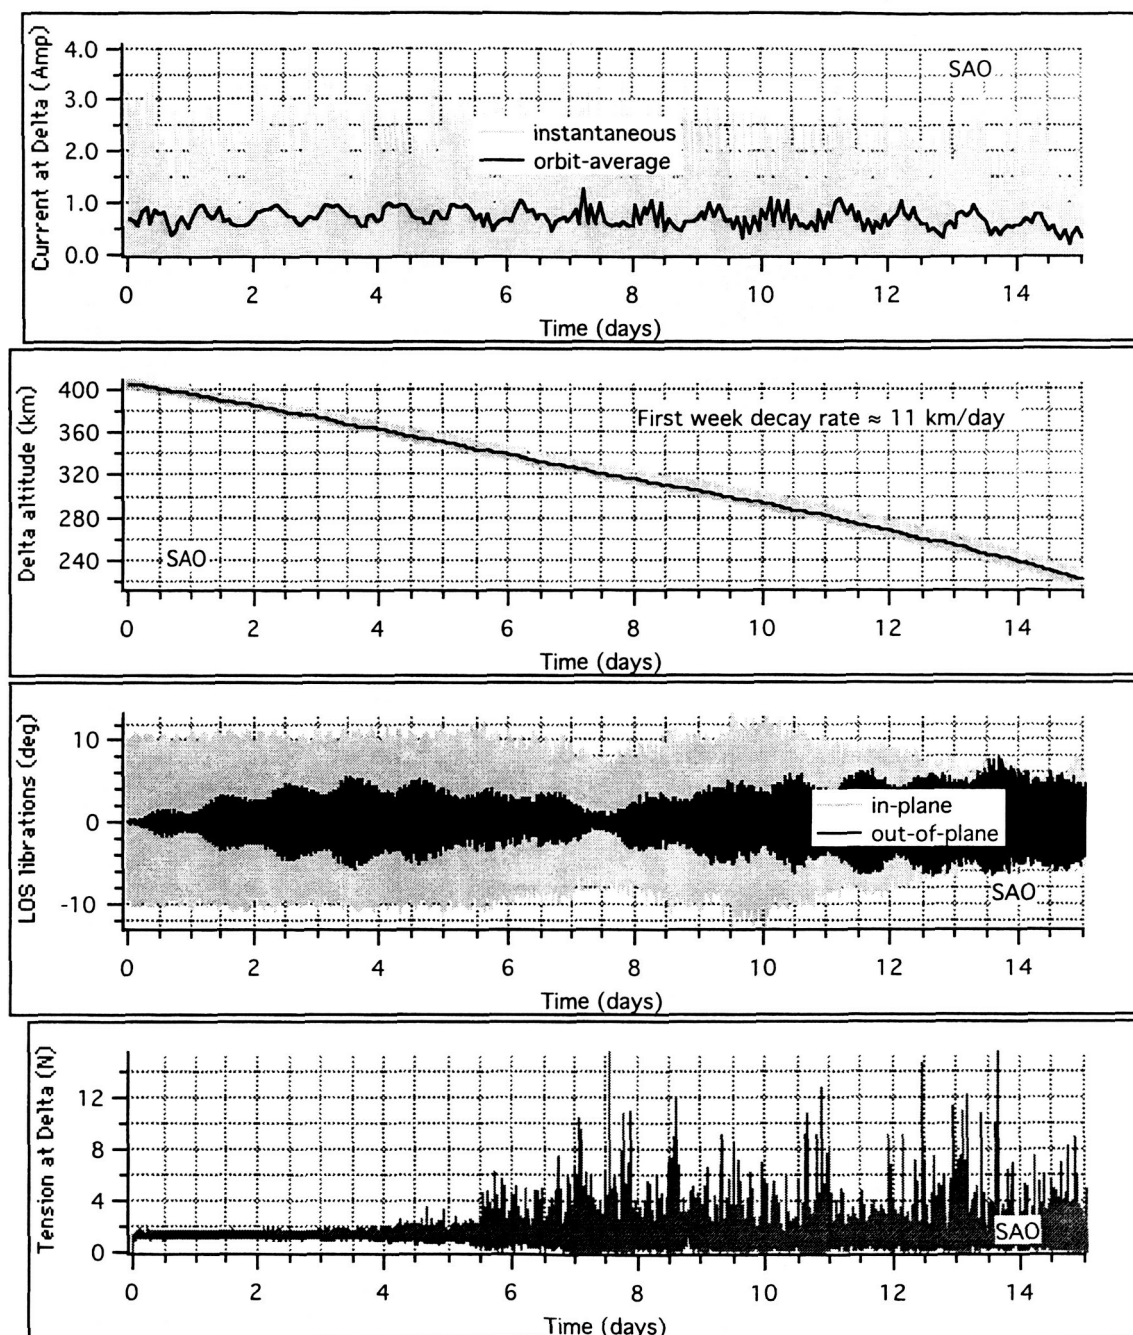 Current at Delta (Amp)
4.0
3.0
2.0
1.0
0.0
SAO
instantaneous
orbit-average
0 2 4 6 8 10 12 14
Time (days)
Delta altitude (km)
400
360
320
280
240
First week decay rate ≈ 11 km/day
SAO
0 2 4 6 8 10 12 14
Time (days)
LOS librations (deg)
10
0
-10
in-plane
out-of-plane
SAO
0 2 4 6 8 10 12 14
Time (days)
Tension at Delta (N)
12
8
4
0
SAO
0 2 4 6 8 10 12 14
Time (days)